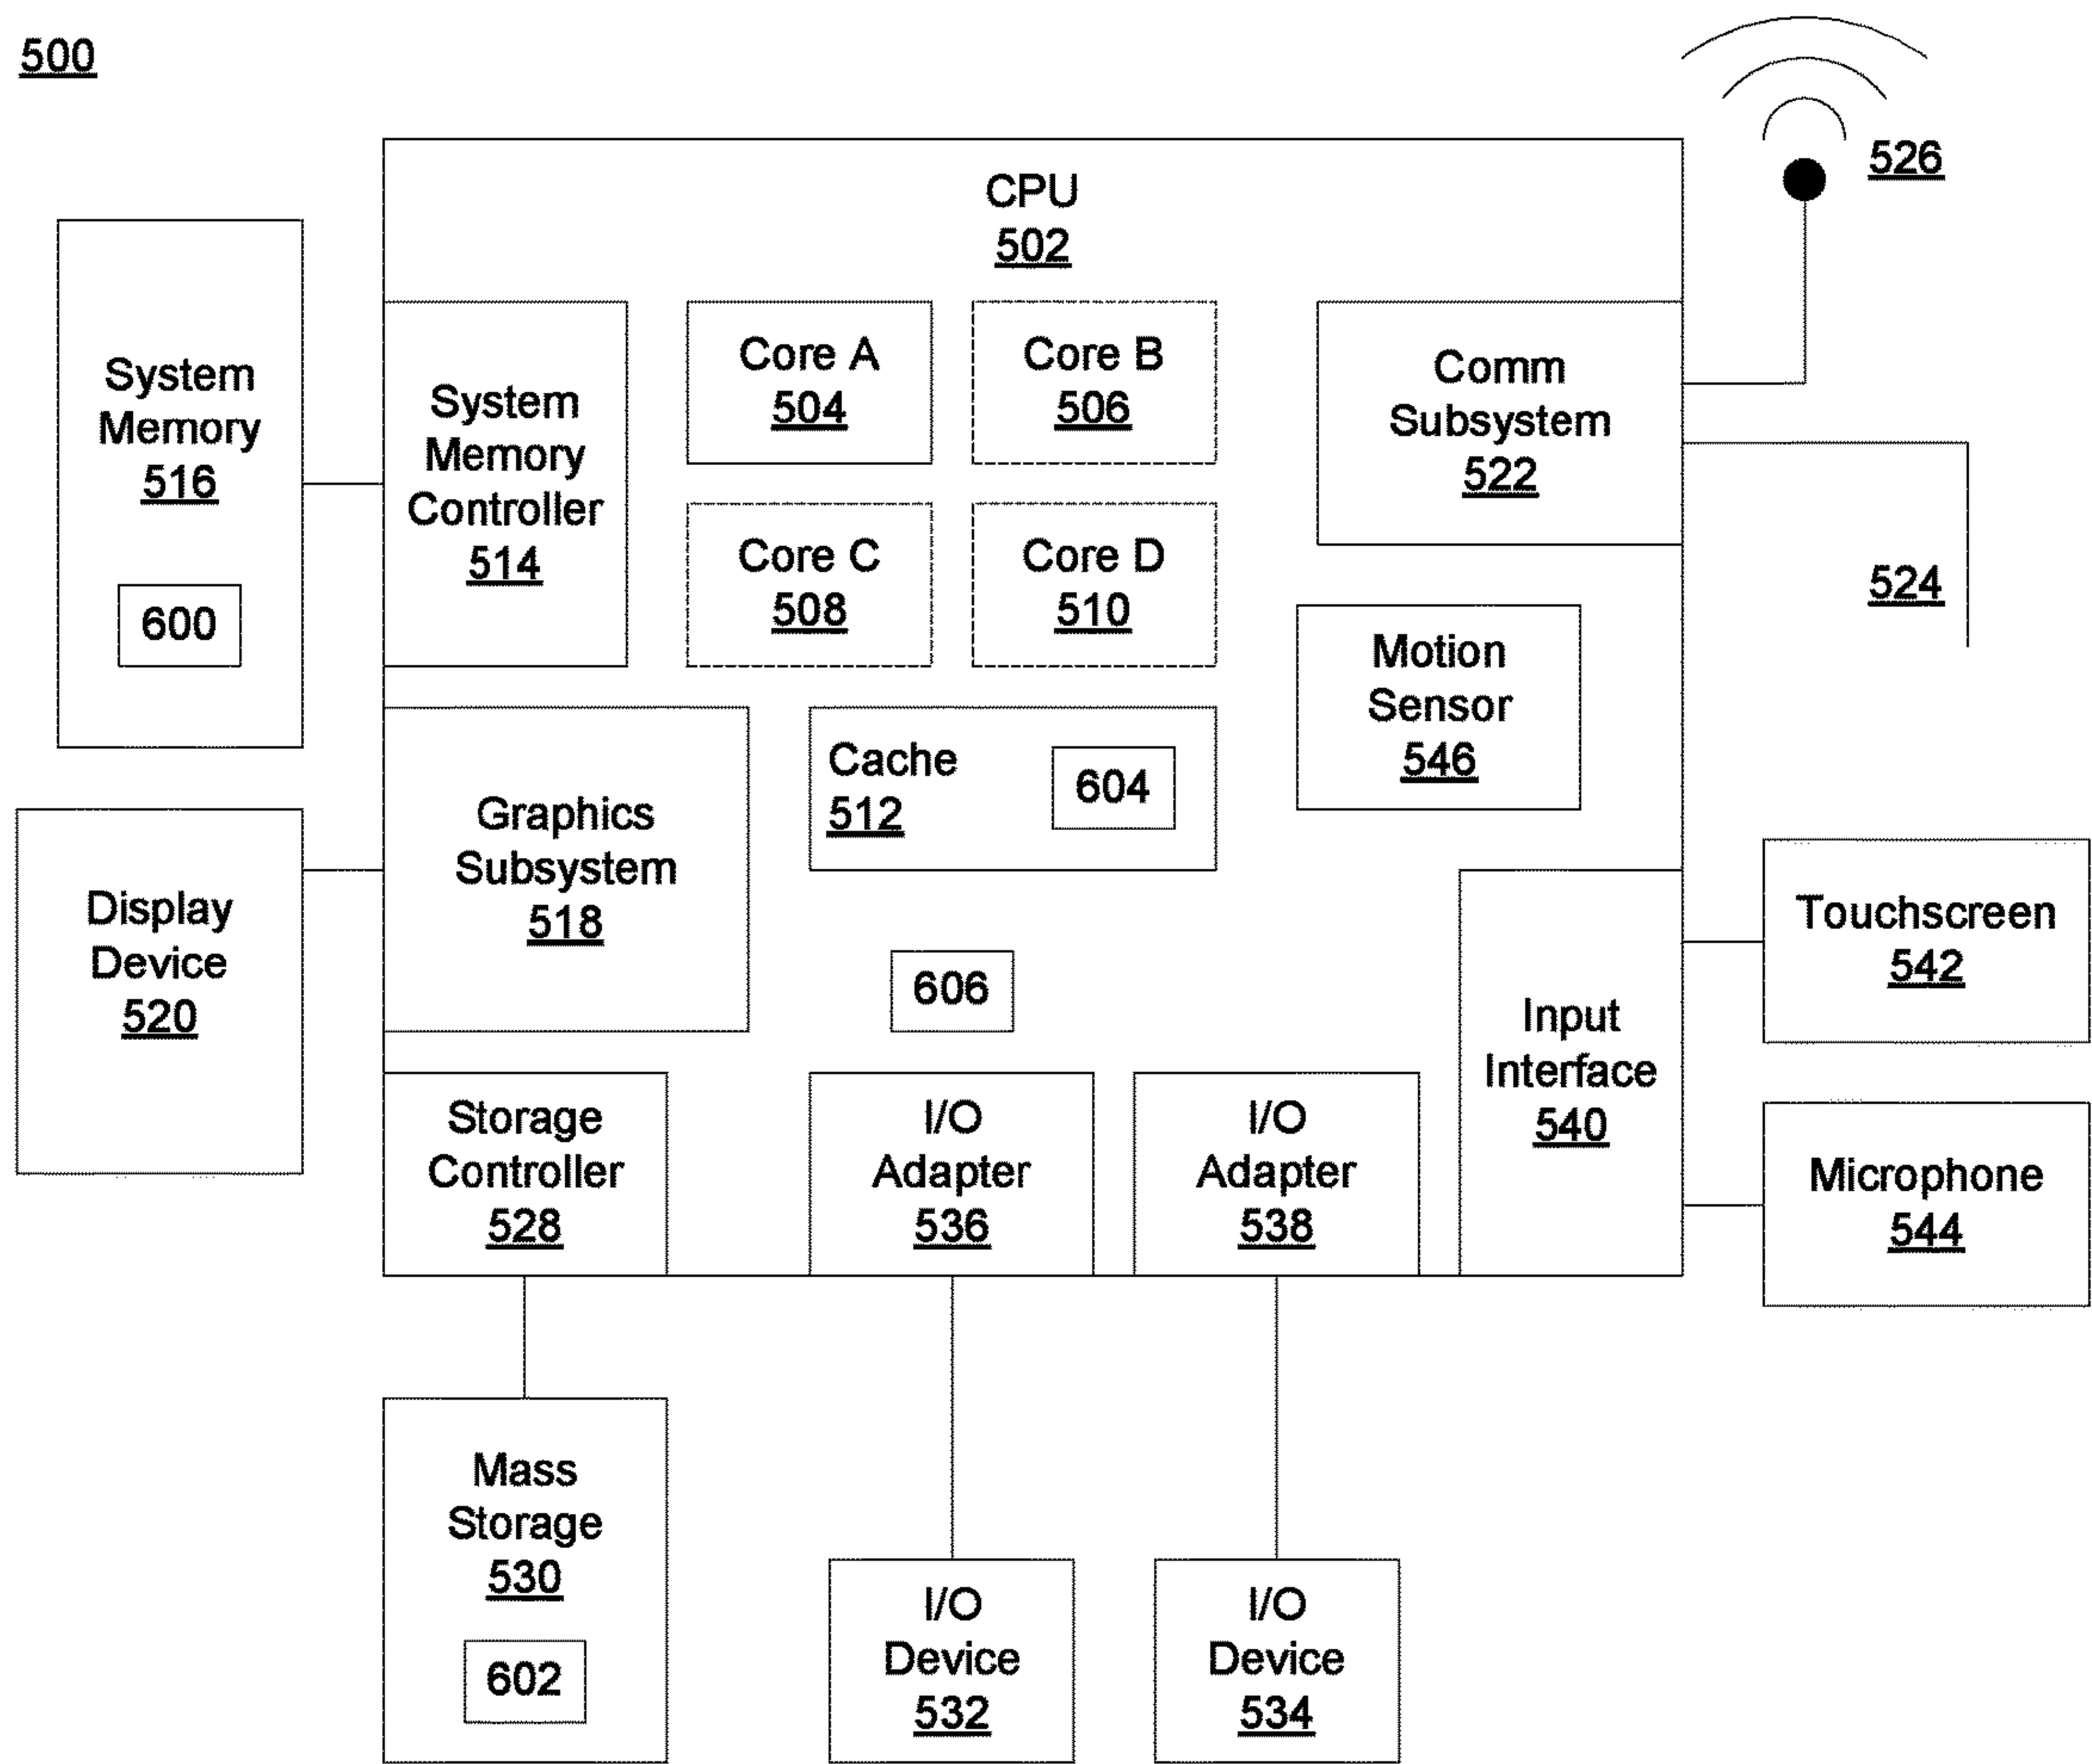 500
526
CPU
502
System
Memory
516
600
System
Memory
Controller
514
Core A
504
Core B
506
Core C
508
Core D
510
Comm
Subsystem
522
524
Motion
Sensor
546
Cache
512
604
Graphics
Subsystem
518
Display
Device
520
606
Touchscreen
542
Input
Interface
540
Microphone
544
Storage
Controller
528
I/O
Adapter
536
I/O
Adapter
538
Mass
Storage
530
602
I/O
Device
532
I/O
Device
534